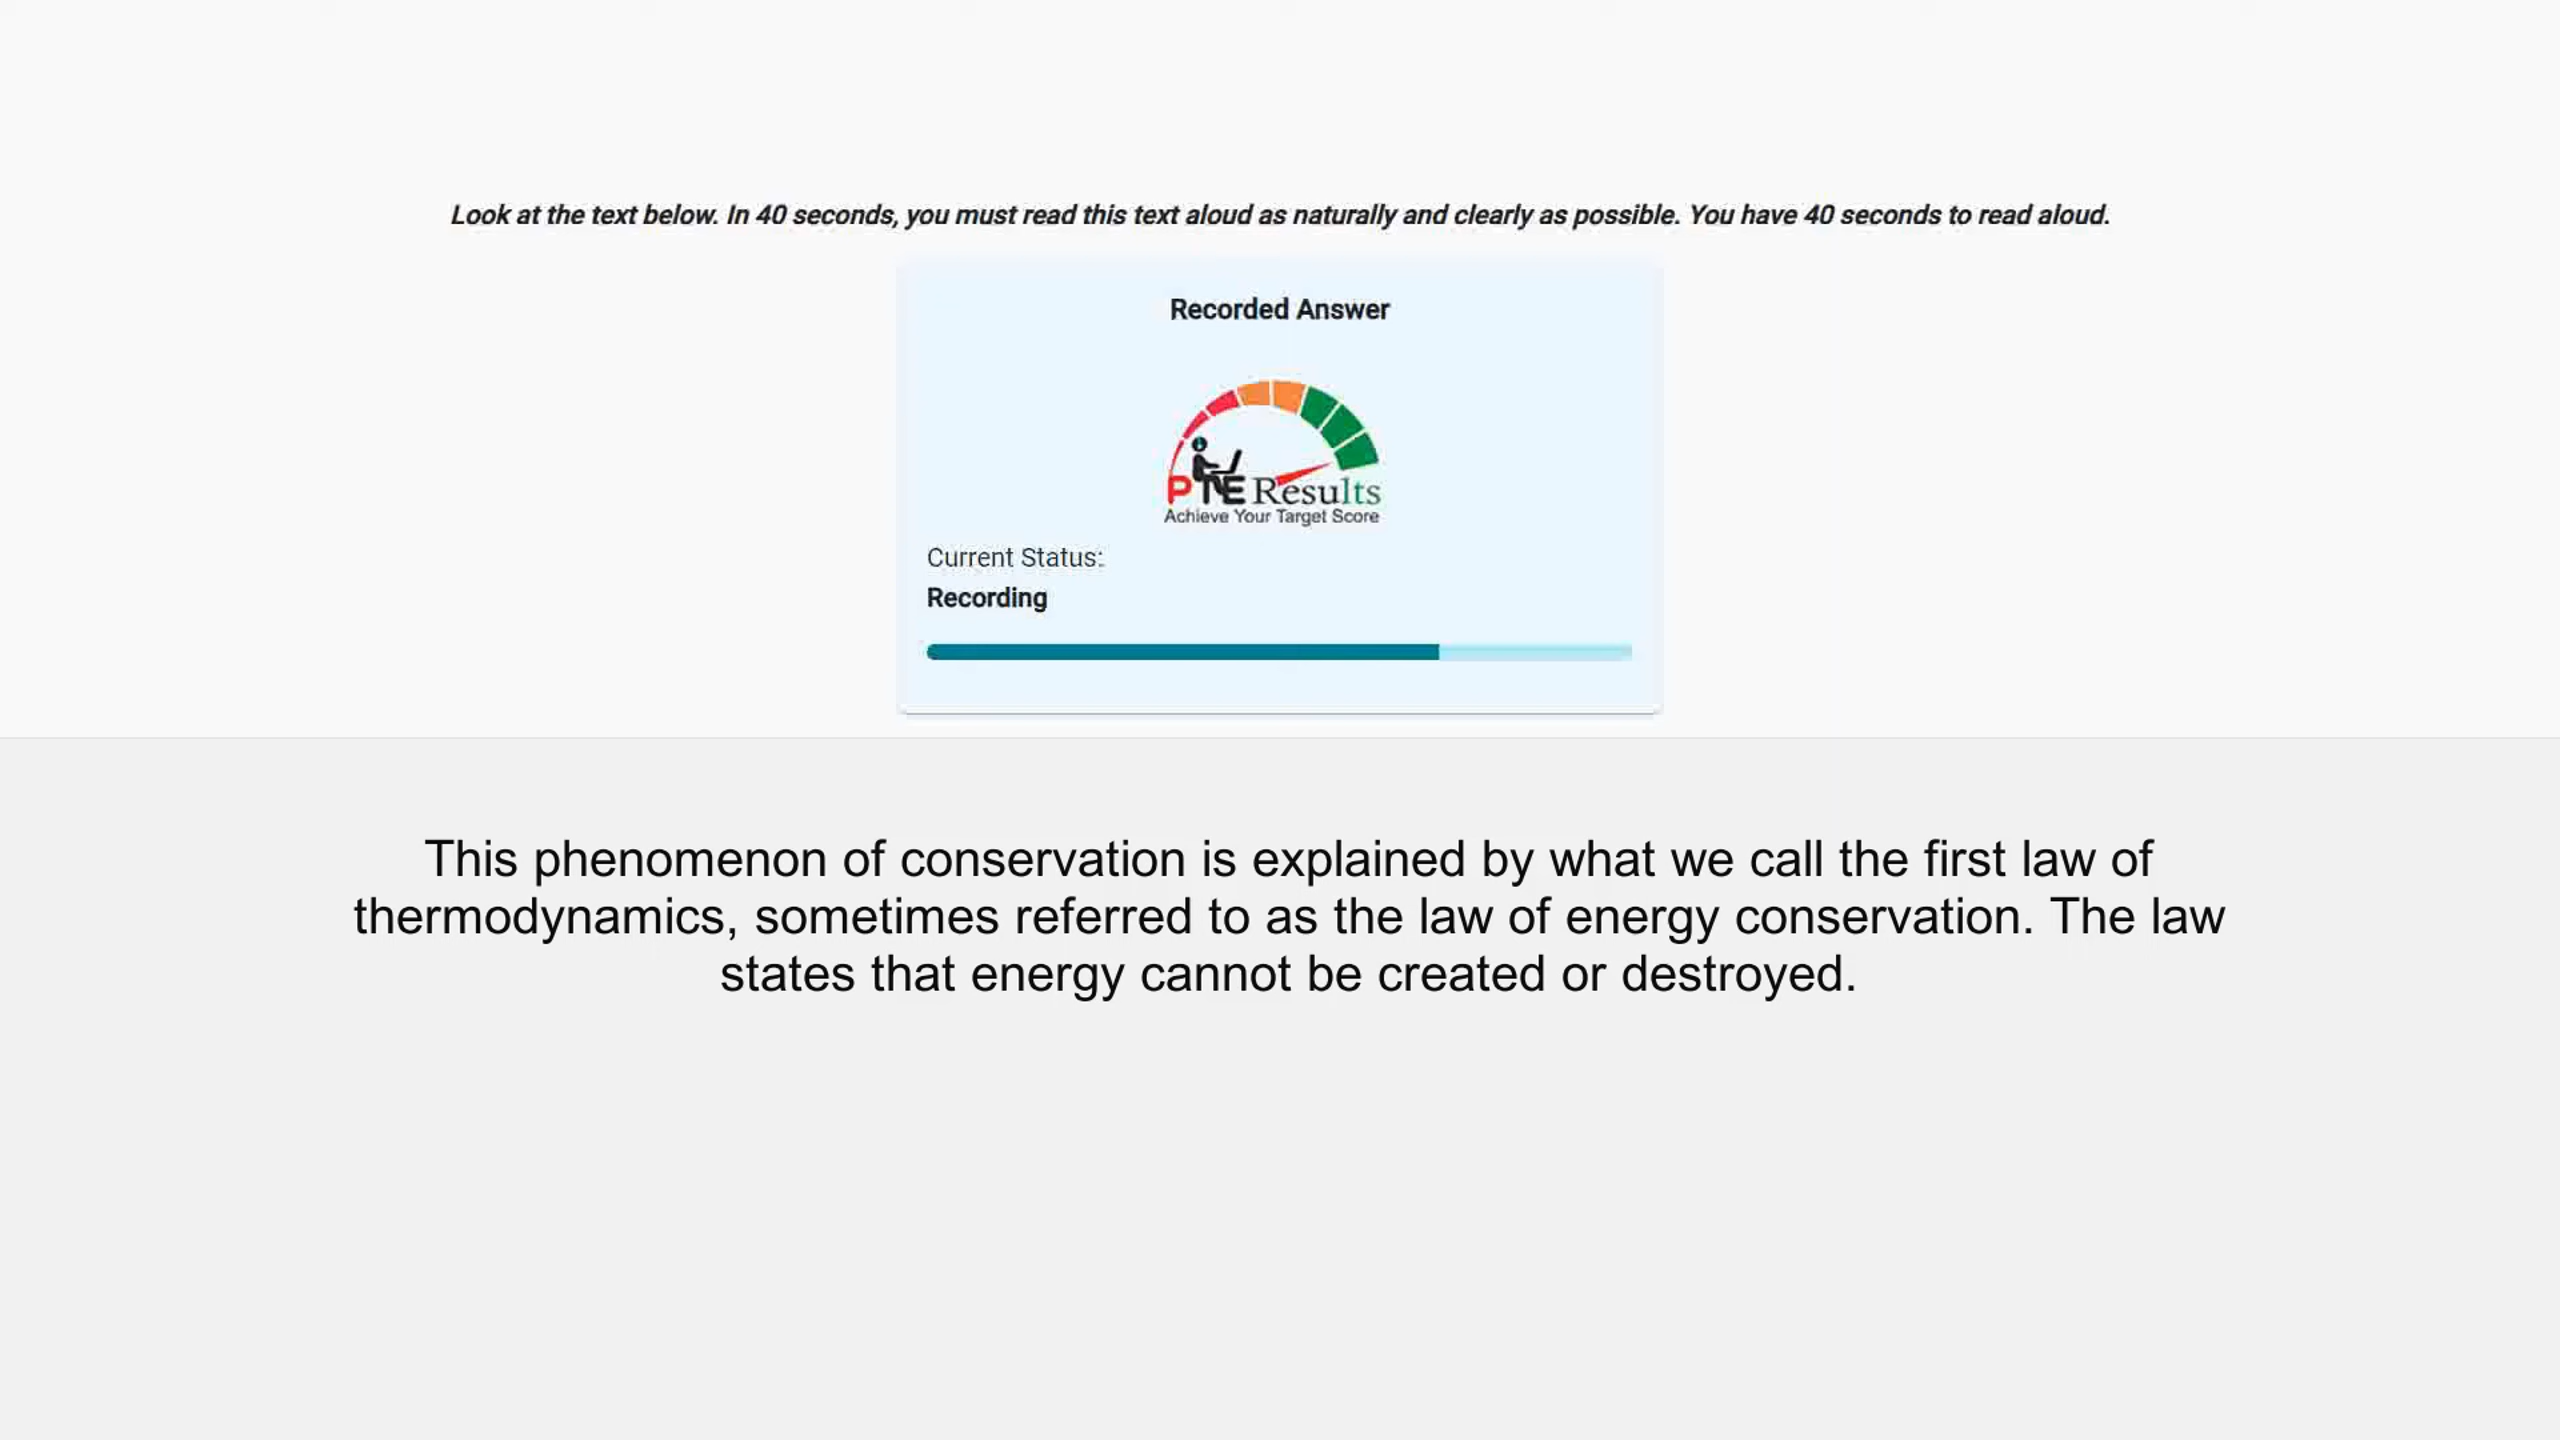 Look at the text below. In 40 seconds, you must read this text aloud as naturally and clearly as possible. You have 40 seconds to read aloud.
Recorded Answer
PTE Results
Achieve Your Target Score
Current Status:
Recording
This phenomenon of conservation is explained by what we call the first law of
thermodynamics, sometimes referred to as the law of energy conservation. The law
states that energy cannot be created or destroyed.